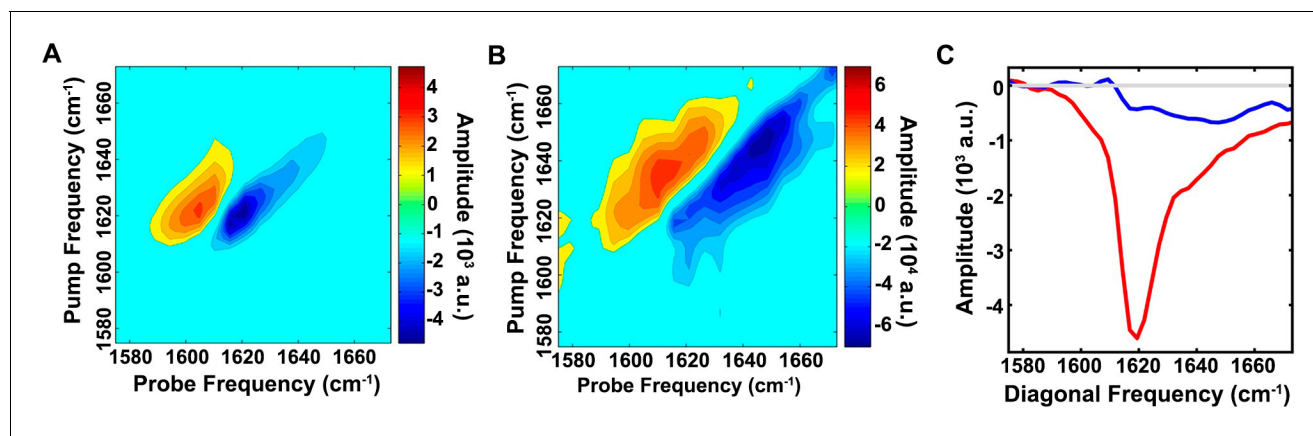 A
Pump Frequency (cm-1)
1660
1640
1620
1600
1580
1580 1600 1620 1640 1660
Probe Frequency (cm-1)
4
3
2
1
0
-1
-2
-3
-4
Amplitude (10³ a.u.)
B
Pump Frequency (cm-1)
1660
1640
1620
1600
1580
1580 1600 1620 1640 1660
Probe Frequency (cm-1)
6
4
2
0
-2
-4
-6
Amplitude (10⁴ a.u.)
C
Amplitude (10³ a.u.)
0
-1
-2
-3
-4
1580 1600 1620 1640 1660
Diagonal Frequency (cm-1)